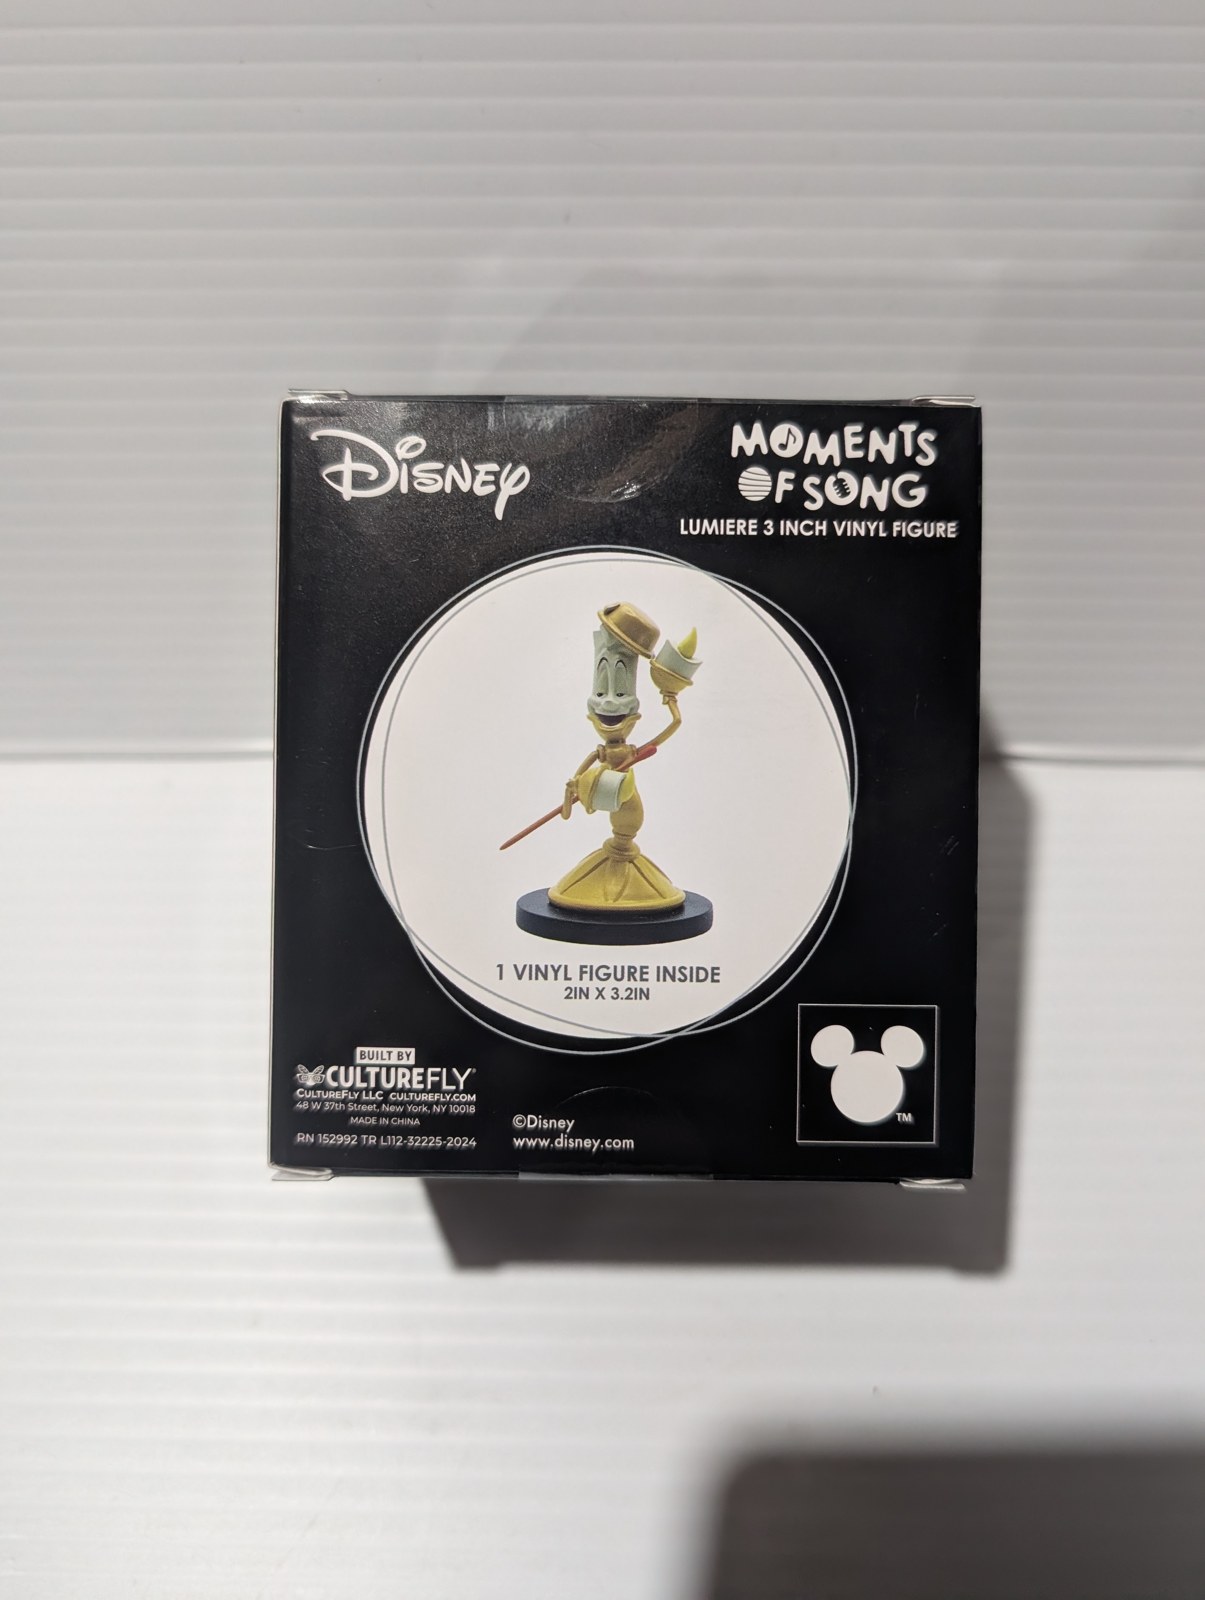 Disney
MOMENTS
OF SONG
LUMIERE 3 INCH VINYL FIGURE
1 VINYL FIGURE INSIDE
2IN X 3.2IN
BUILT BY
CULTUREFLY®
CULTUREFLY LLC CULTUREFLY.COM
48 W 37th Street, New York, NY 10018
MADE IN CHINA
RN 152992 TR L112-32225-2024
©Disney
www.disney.com
TM